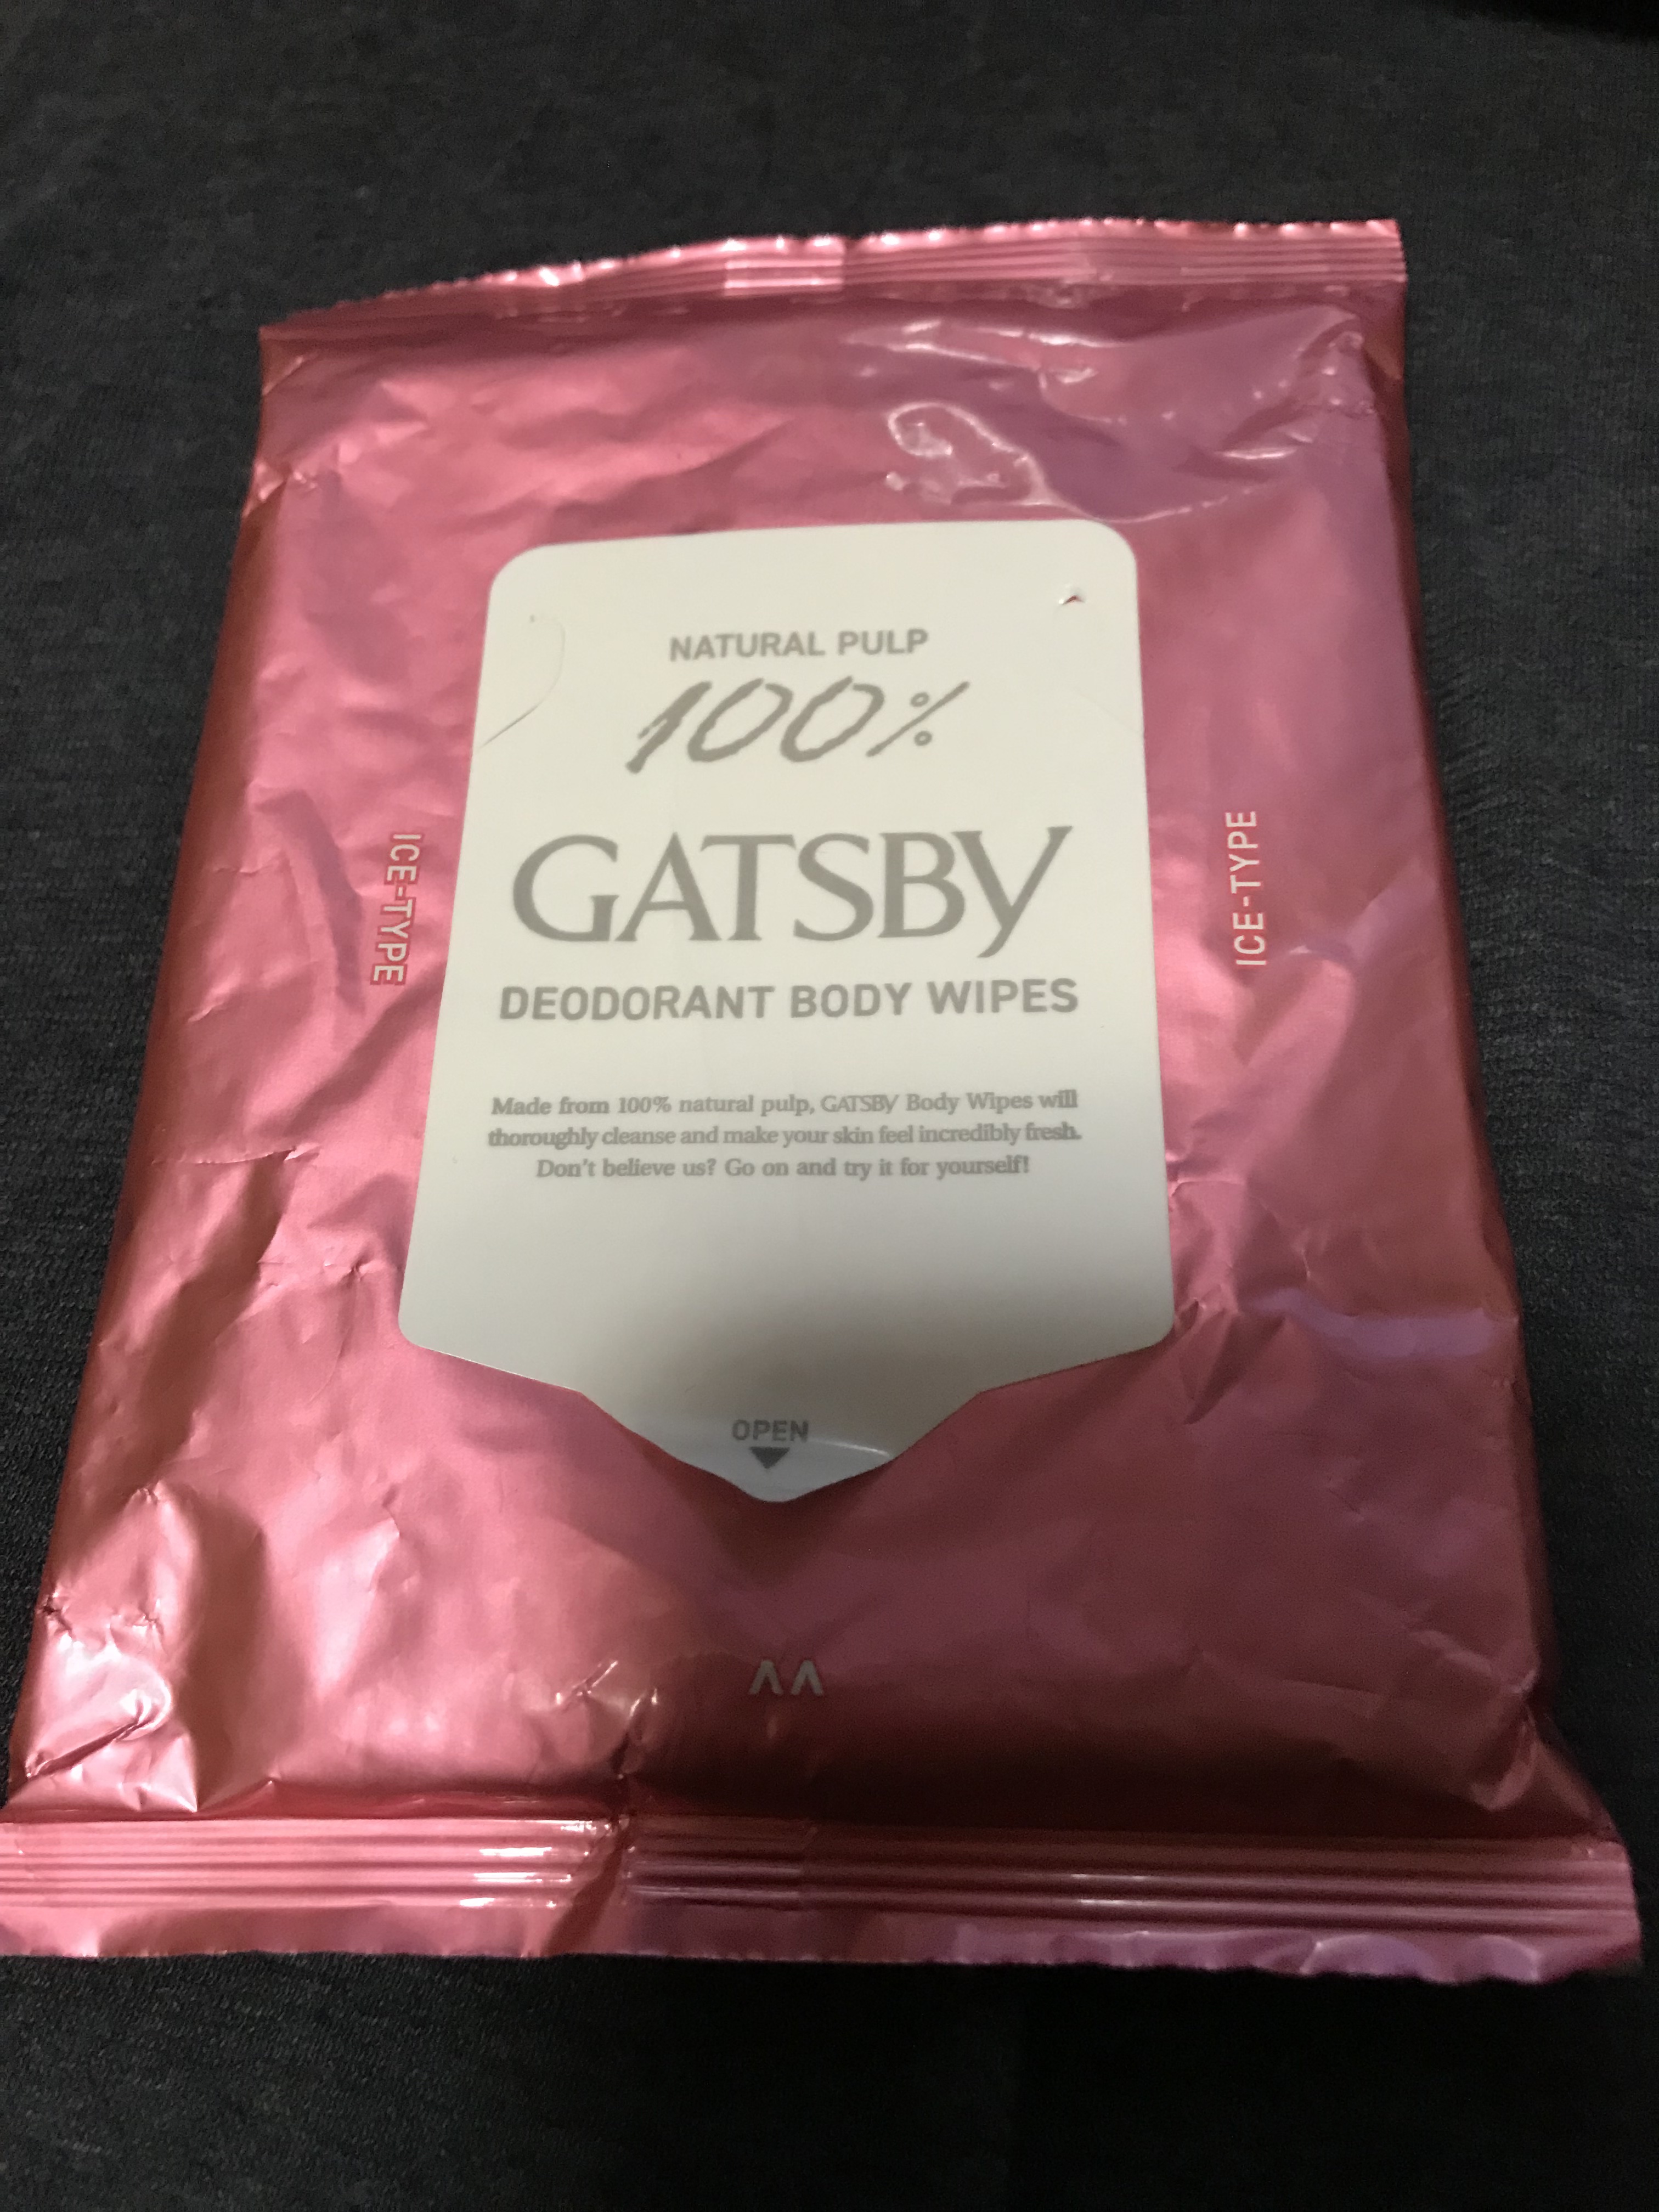 NATURAL PULP
100%
GATSBY
DEODORANT BODY WIPES
Made from 100% natural pulp, GATSBY Body Wipes will
thoroughly cleanse and make your skin feel incredibly fresh.
Don't believe us? Go on and try it for yourself!
OPEN
ICE-TYPE
ICE-TYPE